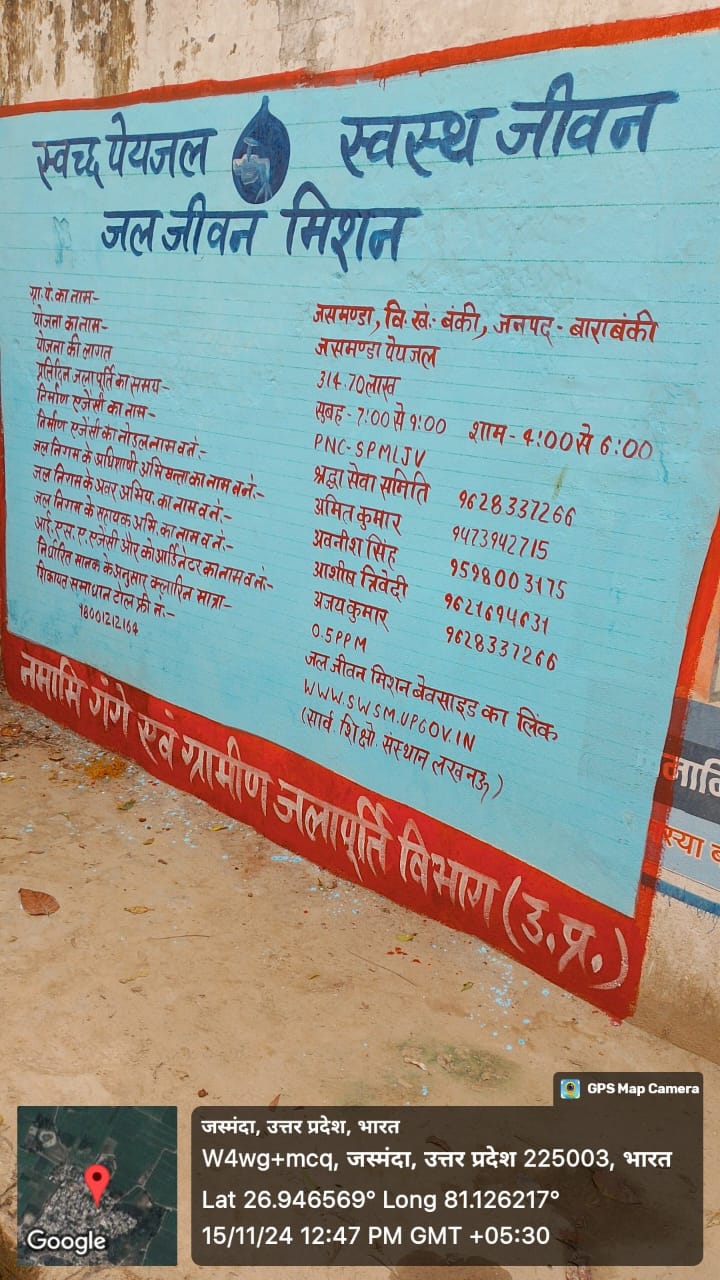 स्वच्छ पेयजल स्वस्थ जीवन
जल जीवन मिशन
ग्रा. पं. का नाम- जसमण्डा, वि. खं:- बंकी, जनपद - बाराबंकी
योजना का नाम- जसमण्डा पेयजल
योजना की लागत 314.70लाख
प्रतिदिन जलापूर्ति का समय- सुबह - 7:00 से 9:00 शाम - 4:00 से 6:00
निर्माण एजेंसी का नाम- PNC-SPMLJV
निर्माण एजेंसी का नोडल नाम व नं:- श्रद्धा सेवा समिति 9628337266
जल निगम के अधिशाषी अभियन्ता का नाम व नं:- अमित कुमार 9473942715
जल निगम के अवर अभिय. का नाम व नं:- अवनीश सिंह 9598003175
जल निगम के सहायक अभि. का नाम व नं:- आशीष त्रिवेदी 9621694631
आई. एस. ए. एजेंसी और कोआर्डिनेटर का नाम व नं:- अजय कुमार 9628337266
निर्धारित मानक के अनुसार क्लोरिन मात्रा- 0.5PPM
शिकायत समाधान टोल फ्री नं:- जल जीवन मिशन बेवसाइड का लिंक
18001212164 WWW.SWSM.UPGOV.IN
(सार्व. शिक्षो. संस्थान लखनऊ)
नमामि गंगे एवं ग्रामीण जलापूर्ति विभाग (उ.प्र.)
GPS Map Camera
जस्मंदा, उत्तर प्रदेश, भारत
W4wg+mcq, जस्मंदा, उत्तर प्रदेश 225003, भारत
Lat 26.946569° Long 81.126217°
15/11/24 12:47 PM GMT +05:30
Google